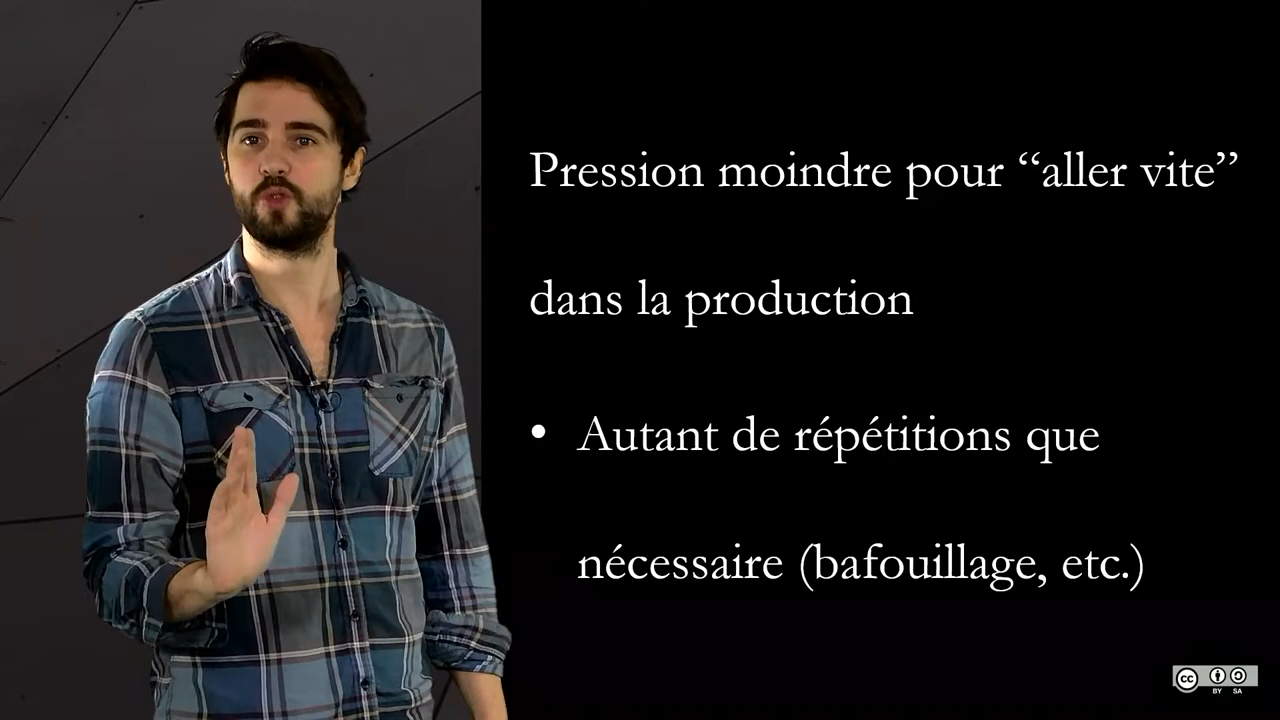 Pression moindre pour “aller vite”
dans la production
• Autant de répétitions que
nécessaire (bafouillage, etc.)
cc
BY SA